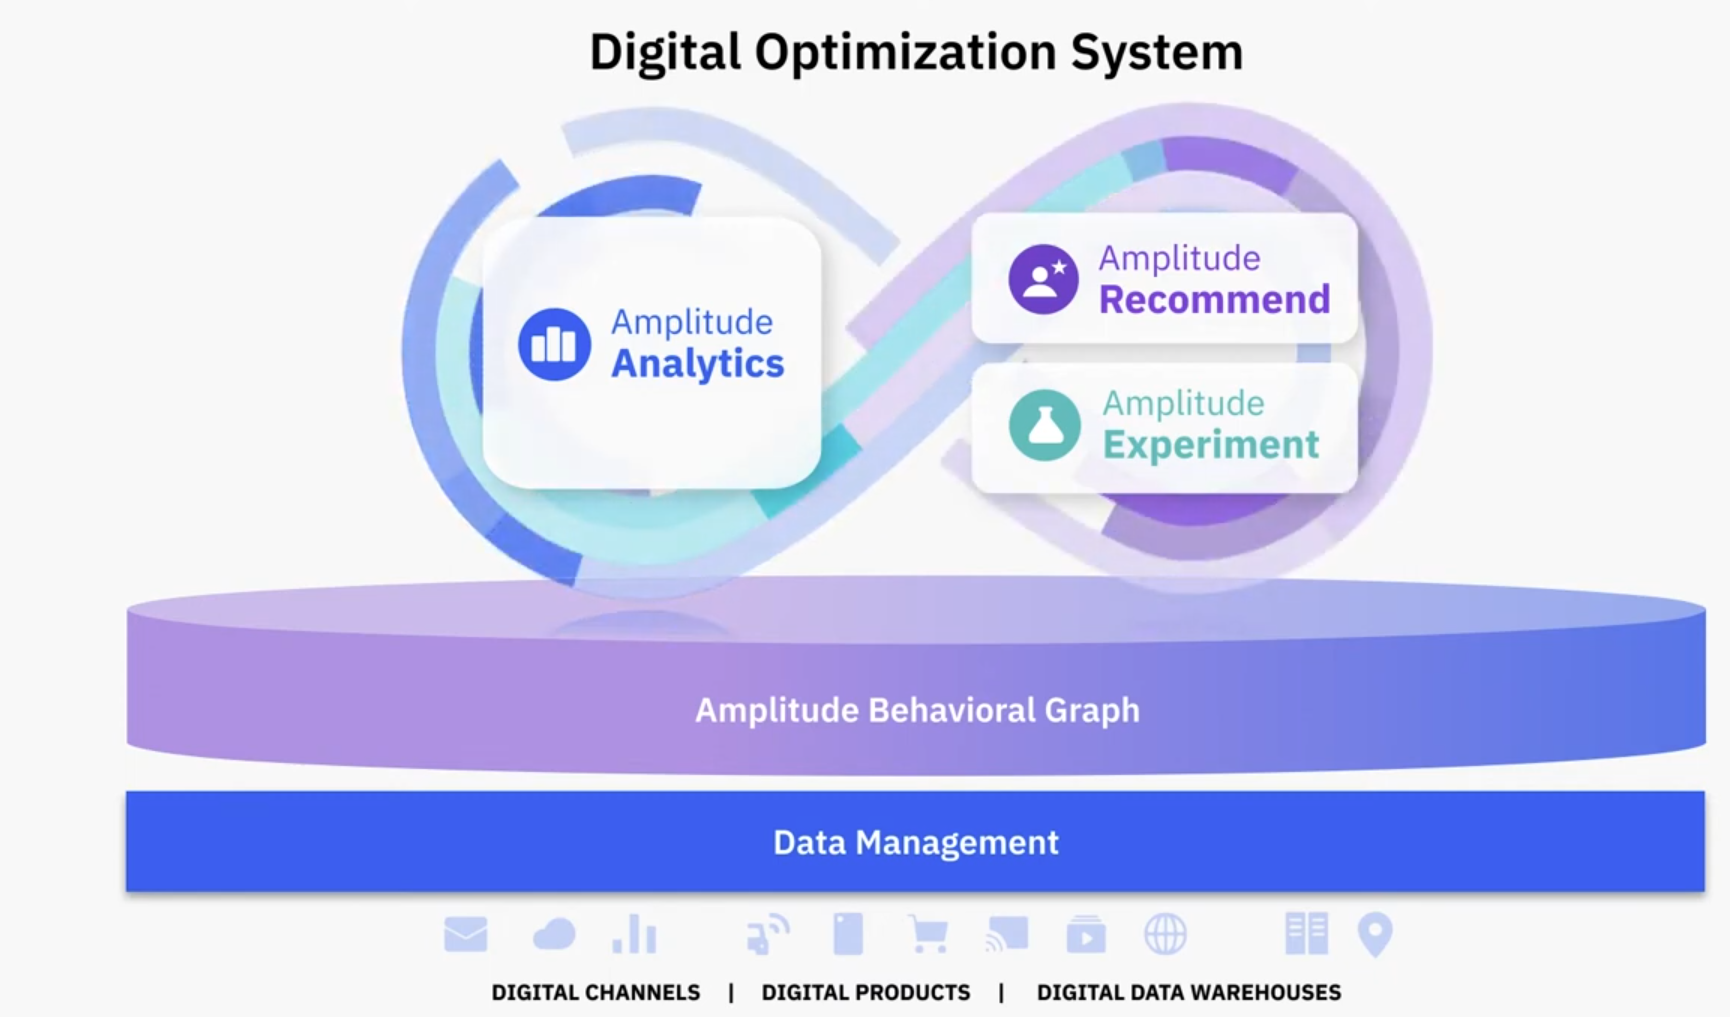 Digital Optimization System
Amplitude
Analytics
Amplitude
Recommend
Amplitude
Experiment
Amplitude Behavioral Graph
Data Management
DIGITAL CHANNELS | DIGITAL PRODUCTS | DIGITAL DATA WAREHOUSES